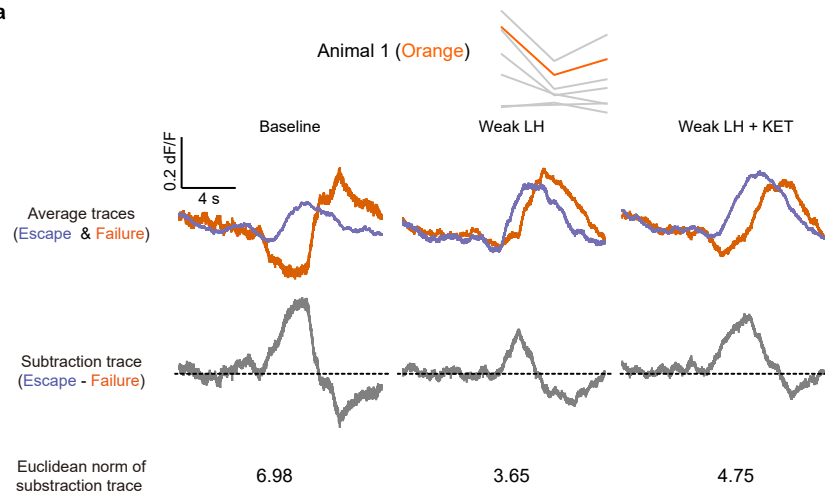 a
Animal 1 (Orange)
Baseline
Weak LH
Weak LH + KET
0.2 dF/F
4 s
Average traces
(Escape & Failure)
Subtraction trace
(Escape - Failure)
Euclidean norm of
substraction trace
6.98
3.65
4.75